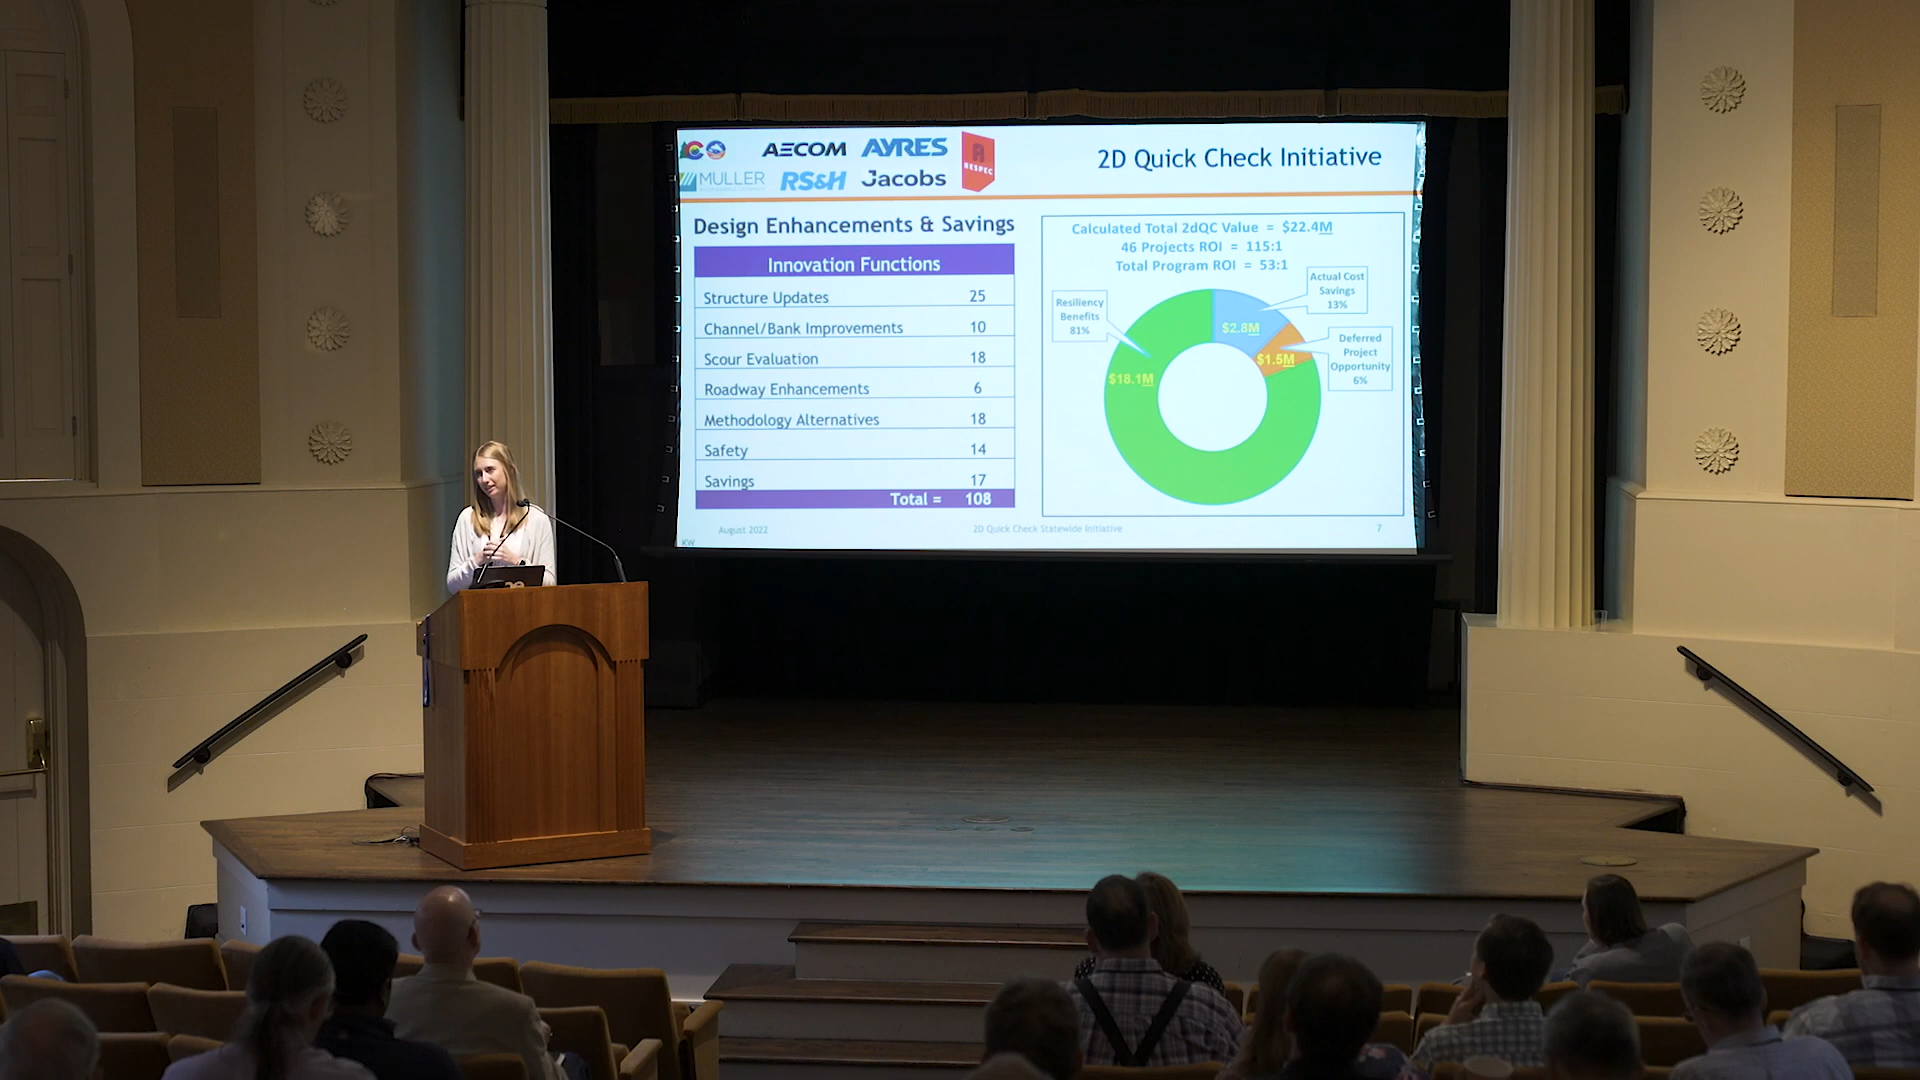 AECOM
AYRES
MULLER
RS&H
Jacobs
RESPEC
2D Quick Check Initiative
Design Enhancements & Savings
Innovation Functions
Structure Updates 25
Channel/Bank Improvements 10
Scour Evaluation 18
Roadway Enhancements 6
Methodology Alternatives 18
Safety 14
Savings 17
Total = 108
Calculated Total 2dQC Value = $22.4M
46 Projects ROI = 115:1
Total Program ROI = 53:1
Actual Cost
Savings
13%
Resiliency
Benefits
81%
Deferred
Project
Opportunity
6%
$2.8M
$1.5M
$18.1M
August 2022
2D Quick Check Statewide Initiative
7
KW